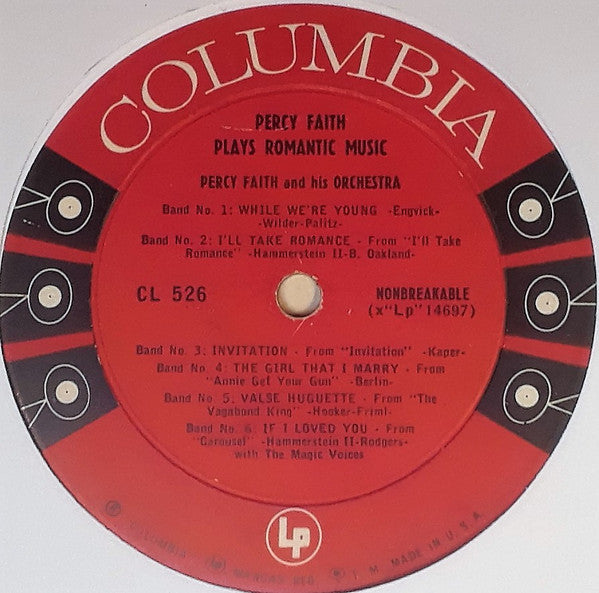 COLUMBIA
PERCY FAITH
PLAYS ROMANTIC MUSIC
PERCY FAITH and his ORCHESTRA
Band No. 1: WHILE WE'RE YOUNG -Engvick-
-Wilder-Palitz-
Band No. 2: I'LL TAKE ROMANCE - From "I'll Take
Romance" -Hammerstein II-B. Oakland-
CL 526
NONBREAKABLE
(x"Lp"14697)
Band No. 3: INVITATION - From "Invitation" -Kaper-
Band No. 4: THE GIRL THAT I MARRY - From
"Annie Get Your Gun" -Berlin-
Band No. 5: VALSE HUGUETTE - From "The
Vagabond King" -Hooker-Friml-
Band No. 6: IF I LOVED YOU - From
"Carousel" -Hammerstein II-Rodgers-
with The Magic Voices
Lp
® "COLUMBIA" MARCAS REG. T. M. MADE IN U. S. A.